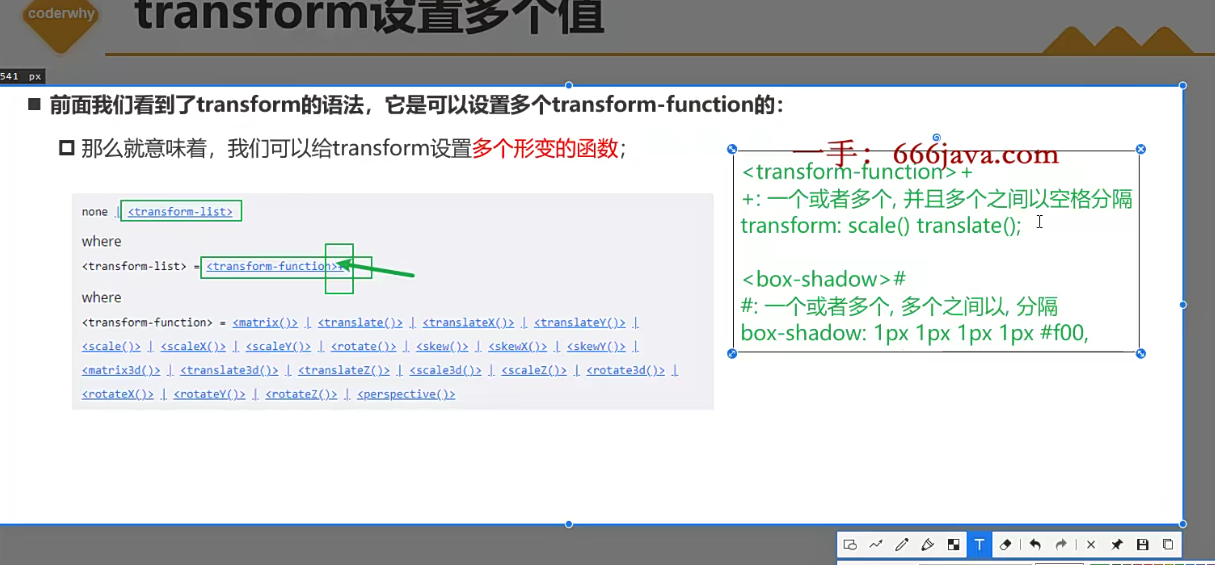 coderwhy
transform设置多个值
541 px
■ 前面我们看到了transform的语法，它是可以设置多个transform-function的：
那么就意味着，我们可以给transform设置多个形变的函数；
none | <transform-list>
where
<transform-list> = <transform-function>+
where
<transform-function> = <matrix()> | <translate()> | <translateX()> | <translateY()> |
<scale()> | <scaleX()> | <scaleY()> | <rotate()> | <skew()> | <skewX()> | <skewY()> |
<matrix3d()> | <translate3d()> | <translateZ()> | <scale3d()> | <scaleZ()> | <rotate3d()> |
<rotateX()> | <rotateY()> | <rotateZ()> | <perspective()>
一手：666java.com
<transform-function>+
+: 一个或者多个, 并且多个之间以空格分隔
transform: scale() translate();
<box-shadow>#
#: 一个或者多个, 多个之间以, 分隔
box-shadow: 1px 1px 1px 1px #f00,
T